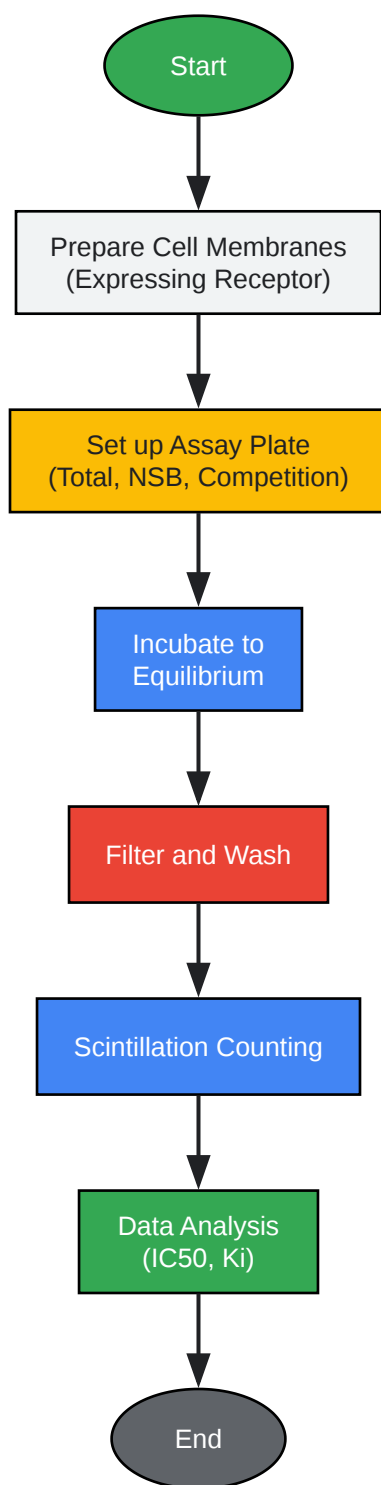 Start
Prepare Cell Membranes
(Expressing Receptor)
Set up Assay Plate
(Total, NSB, Competition)
Incubate to
Equilibrium
Filter and Wash
Scintillation Counting
Data Analysis
(IC50, Ki)
End